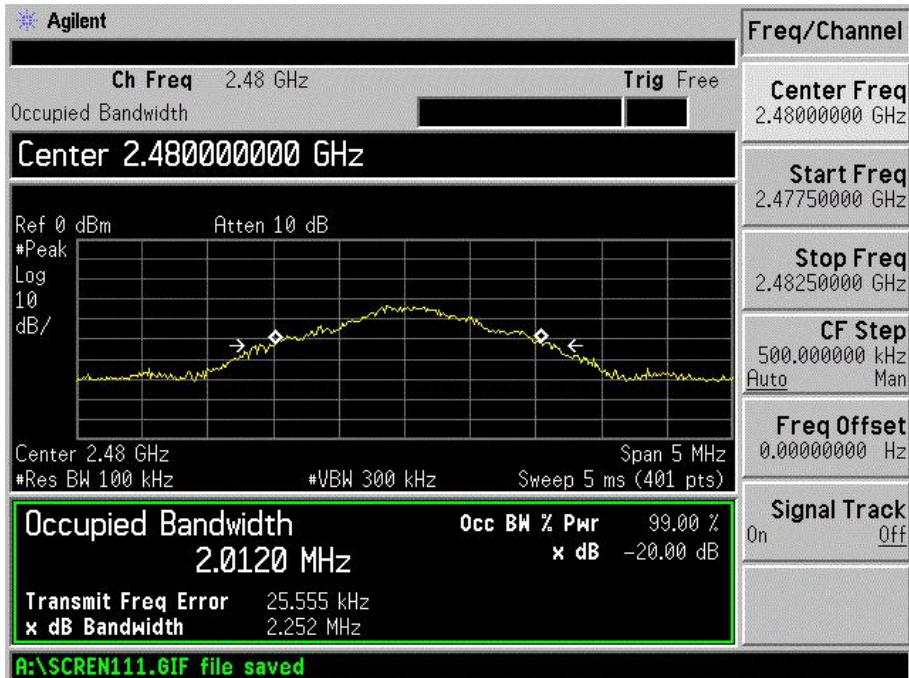 Agilent
Freq/Channel
Ch Freq 2.48 GHz Trig Free
Occupied Bandwidth
Center 2.480000000 GHz
Ref 0 dBm Atten 10 dB
#Peak
Log
10
dB/
Center 2.48 GHz Span 5 MHz
#Res BW 100 kHz #VBW 300 kHz Sweep 5 ms (401 pts)
Occupied Bandwidth
2.0120 MHz
Occ BW % Pwr 99.00 %
x dB -20.00 dB
Transmit Freq Error 25.555 kHz
x dB Bandwidth 2.252 MHz
A:\SCREN111.GIF file saved
Center Freq
2.48000000 GHz
Start Freq
2.47750000 GHz
Stop Freq
2.48250000 GHz
CF Step
500.000000 kHz
Auto Man
Freq Offset
0.00000000 Hz
Signal Track
On Off